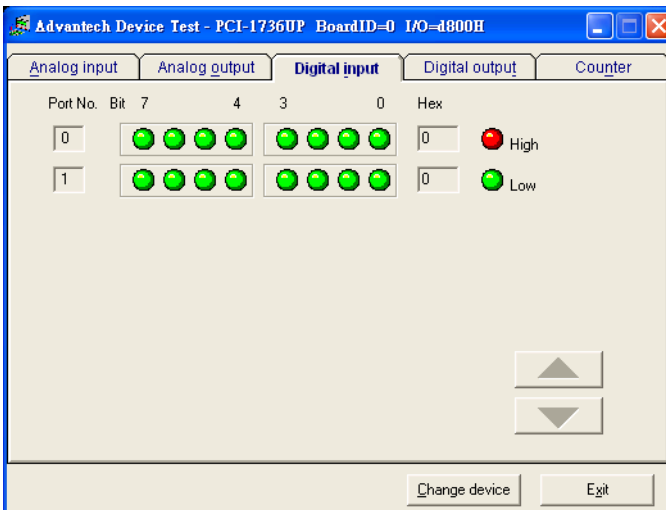 Advantech Device Test - PCI-1736UP BoardID=0 I/O=d800H
Analog input Analog output Digital input Digital output Counter
Port No. Bit 7 4 3 0 Hex
0 0 High
1 0 Low
Change device Exit